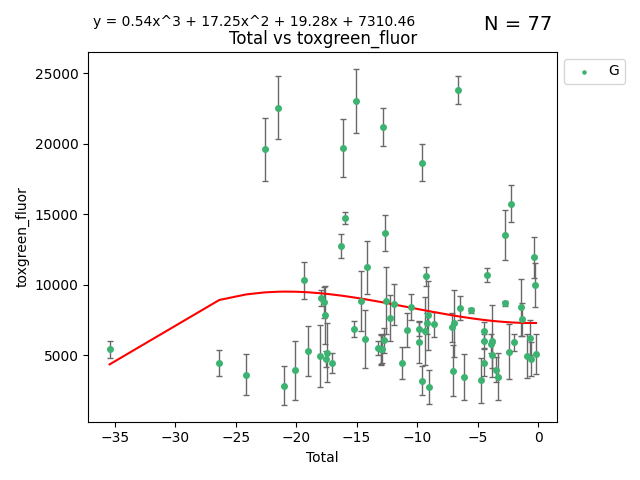 y = 0.54x^3 + 17.25x^2 + 19.28x + 7310.46
N = 77
Total vs toxgreen_fluor
G
25000
20000
15000
10000
5000
toxgreen_fluor
−35
−30
−25
−20
−15
−10
−5
0
Total